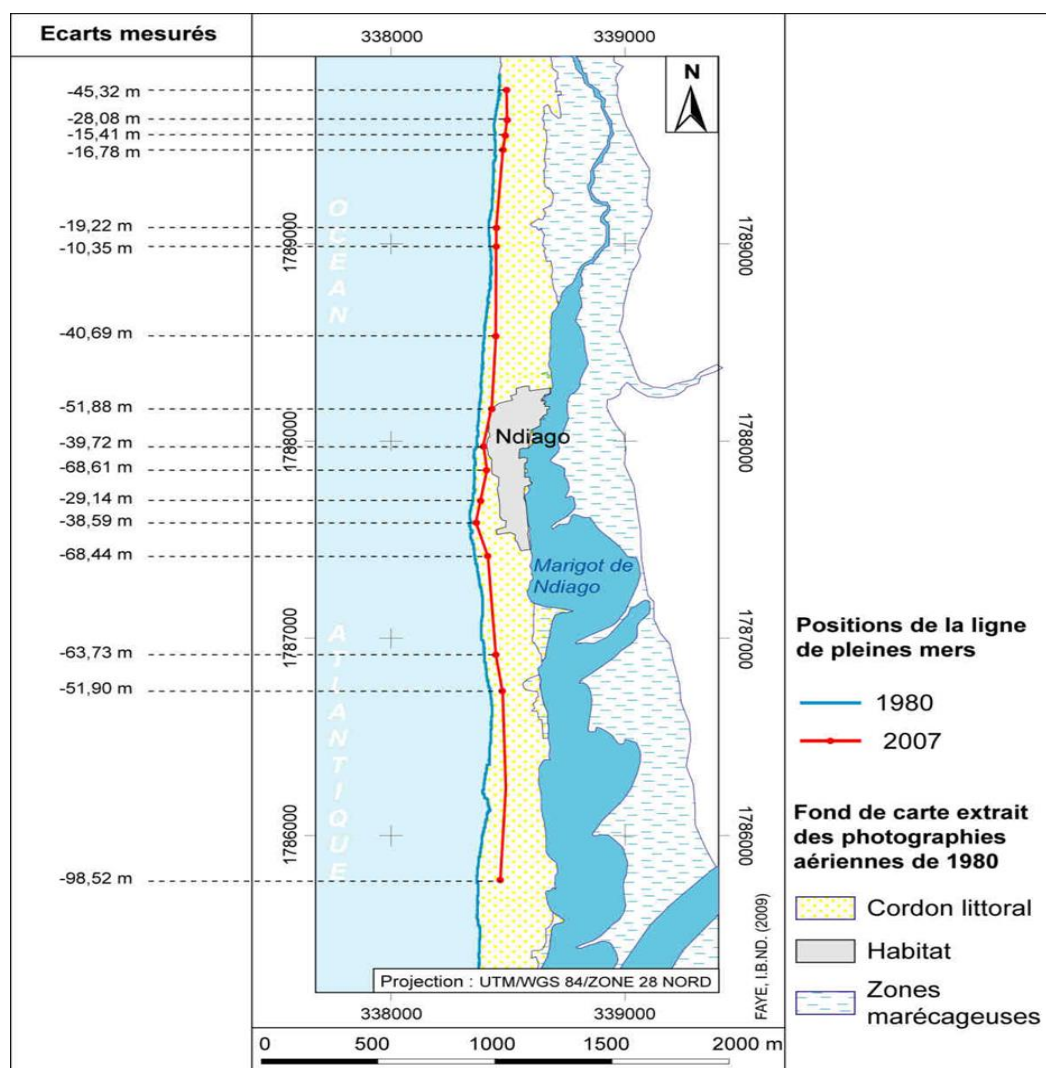 Ecarts mesurés
338000
339000
-45,32 m
-28,08 m
-15,41 m
-16,78 m
-19,22 m
-10,35 m
-40,69 m
-51,88 m
-39,72 m
-68,61 m
-29,14 m
-38,59 m
-68,44 m
-63,73 m
-51,90 m
-98,52 m
N
OCEAN
ATLANTIQUE
1789000
1788000
1787000
1786000
1789000
1788000
1787000
1786000
Ndiago
Marigot de
Ndiago
Projection : UTM/WGS 84/ZONE 28 NORD
FAYE, I.B.ND. (2009)
338000
339000
0
500
1000
1500
2000 m
Positions de la ligne
de pleines mers
1980
2007
Fond de carte extrait
des photographies
aériennes de 1980
Cordon littoral
Habitat
Zones
marécageuses